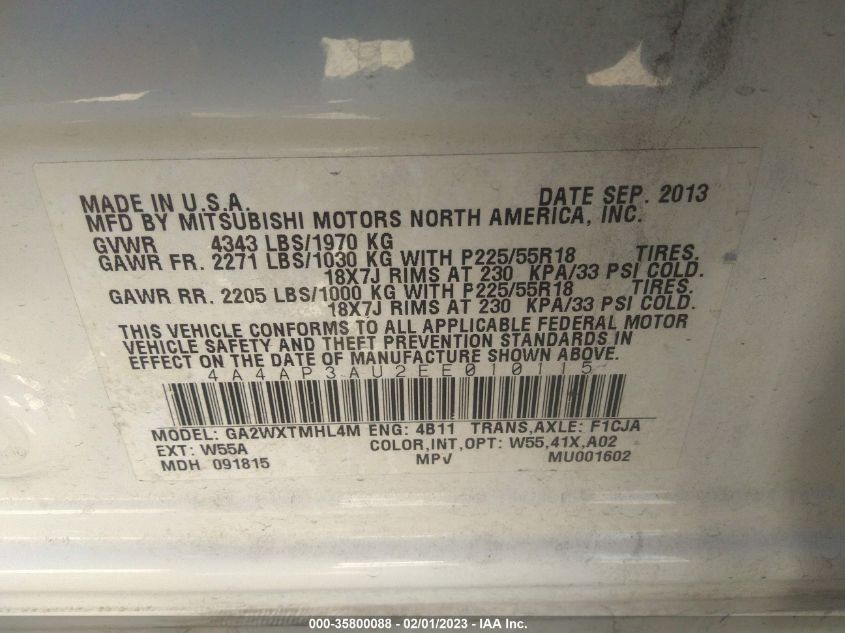 MADE IN U.S.A. DATE SEP. 2013
MFD BY MITSUBISHI MOTORS NORTH AMERICA, INC.
GVWR 4343 LBS/1970 KG
GAWR FR. 2271 LBS/1030 KG WITH P225/55R18 TIRES.
18X7J RIMS AT 230 KPA/33 PSI COLD.
GAWR RR. 2205 LBS/1000 KG WITH P225/55R18 TIRES.
18X7J RIMS AT 230 KPA/33 PSI COLD.
THIS VEHICLE CONFORMS TO ALL APPLICABLE FEDERAL MOTOR
VEHICLE SAFETY AND THEFT PREVENTION STANDARDS IN
EFFECT ON THE DATE OF MANUFACTURE SHOWN ABOVE.
4A4AP3AU2EE010115
MODEL: GA2WXTMHL4M ENG: 4B11 TRANS,AXLE: F1CJA
EXT: W55A COLOR,INT,OPT: W55,41X,A02
MDH 091815 MPV MU001602
000-35800088 - 02/01/2023 - © IAA Inc.